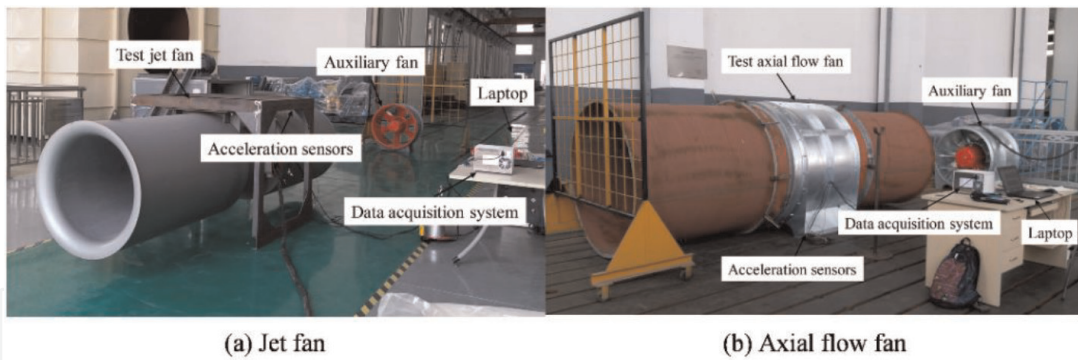 Test jet fan
Auxiliary fan
Laptop
Acceleration sensors
Data acquisition system
Test axial flow fan
Auxiliary fan
Data acquisition system
Laptop
Acceleration sensors
(a) Jet fan
(b) Axial flow fan